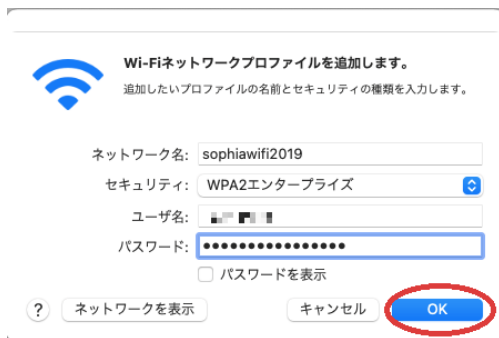 Wi-Fiネットワークプロファイルを追加します。
追加したいプロファイルの名前とセキュリティの種類を入力します。
ネットワーク名: sophiawifi2019
セキュリティ: WPA2エンタープライズ
ユーザ名:
パスワード: ••••••••••••••••
パスワードを表示
? ネットワークを表示 キャンセル OK